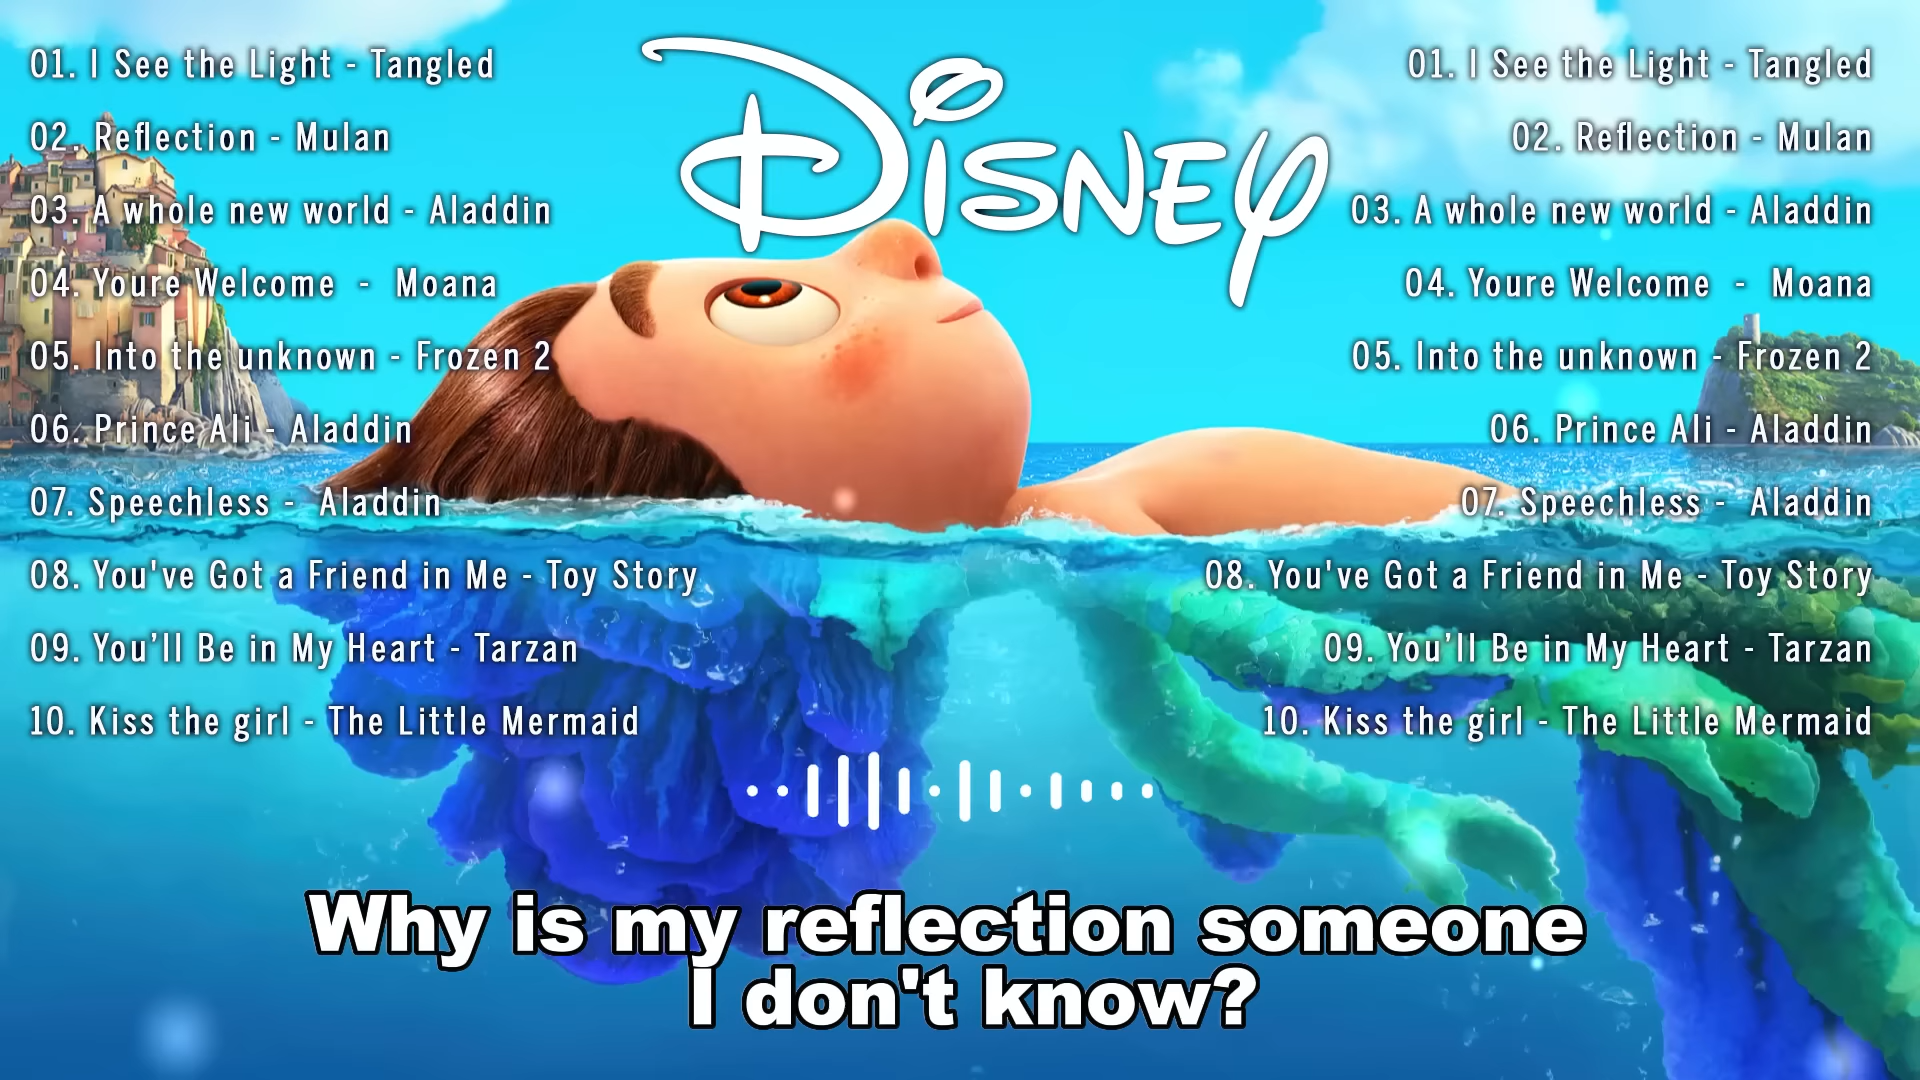 01. I See the Light - Tangled
02. Reflection - Mulan
03. A whole new world - Aladdin
04. Youre Welcome - Moana
05. Into the unknown - Frozen 2
06. Prince Ali - Aladdin
07. Speechless - Aladdin
08. You've Got a Friend in Me - Toy Story
09. You’ll Be in My Heart - Tarzan
10. Kiss the girl - The Little Mermaid
Disney
01. I See the Light - Tangled
02. Reflection - Mulan
03. A whole new world - Aladdin
04. Youre Welcome - Moana
05. Into the unknown - Frozen 2
06. Prince Ali - Aladdin
07. Speechless - Aladdin
08. You've Got a Friend in Me - Toy Story
09. You’ll Be in My Heart - Tarzan
10. Kiss the girl - The Little Mermaid
Why is my reflection someone
I don't know?